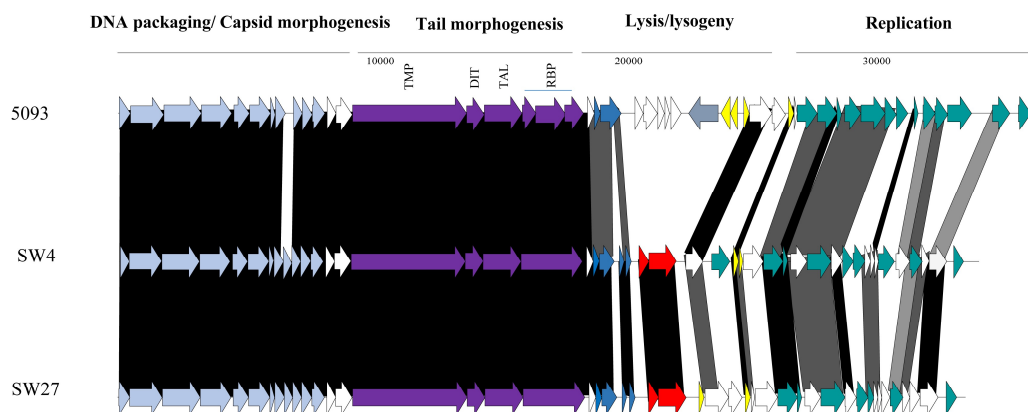 DNA packaging/ Capsid morphogenesis
Tail morphogenesis
Lysis/lysogeny
Replication
10000
20000
30000
TMP
DIT
TAL
RBP
5093
SW4
SW27